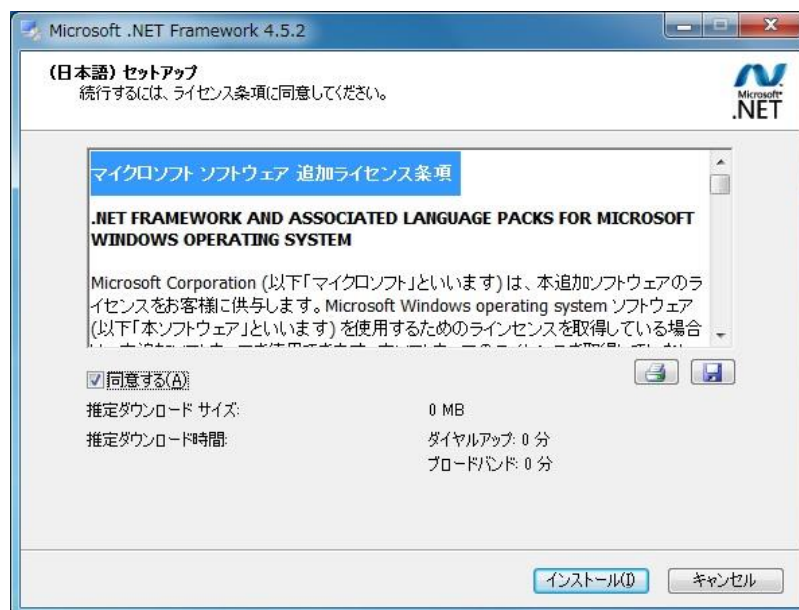 Microsoft .NET Framework 4.5.2
(日本語) セットアップ
続行するには、ライセンス条項に同意してください。
Microsoft
.NET
マイクロソフト ソフトウェア 追加ライセンス条項
.NET FRAMEWORK AND ASSOCIATED LANGUAGE PACKS FOR MICROSOFT
WINDOWS OPERATING SYSTEM
Microsoft Corporation (以下「マイクロソフト」といいます) は、本追加ソフトウェアのラ
イセンスをお客様に供与します。Microsoft Windows operating system ソフトウェア
(以下「本ソフトウェア」といいます) を使用するためのラインセンスを取得している場合
同意する(A)
推定ダウンロード サイズ:
0 MB
推定ダウンロード時間:
ダイヤルアップ: 0 分
ブロードバンド: 0 分
インストール(I)
キャンセル